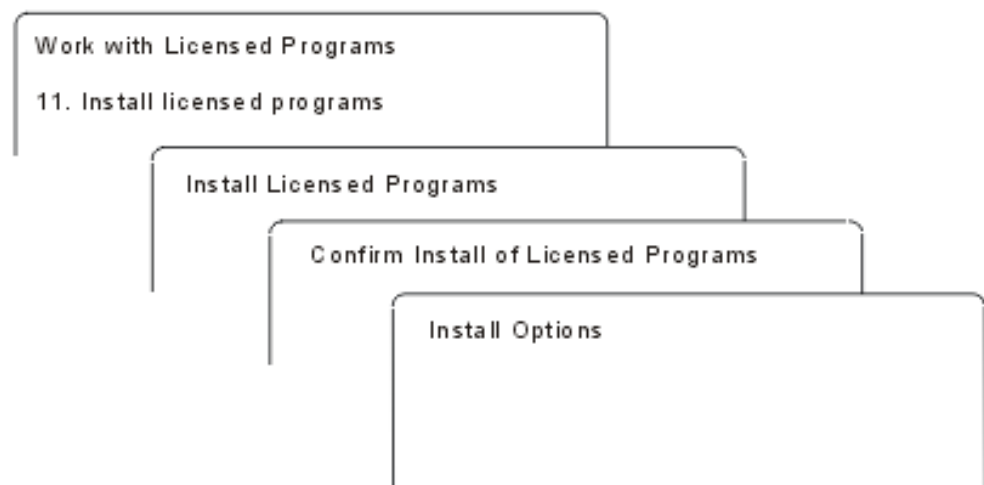 Work with Licensed Programs
11. Install licensed programs
Install Licensed Programs
Confirm Install of Licensed Programs
Install Options